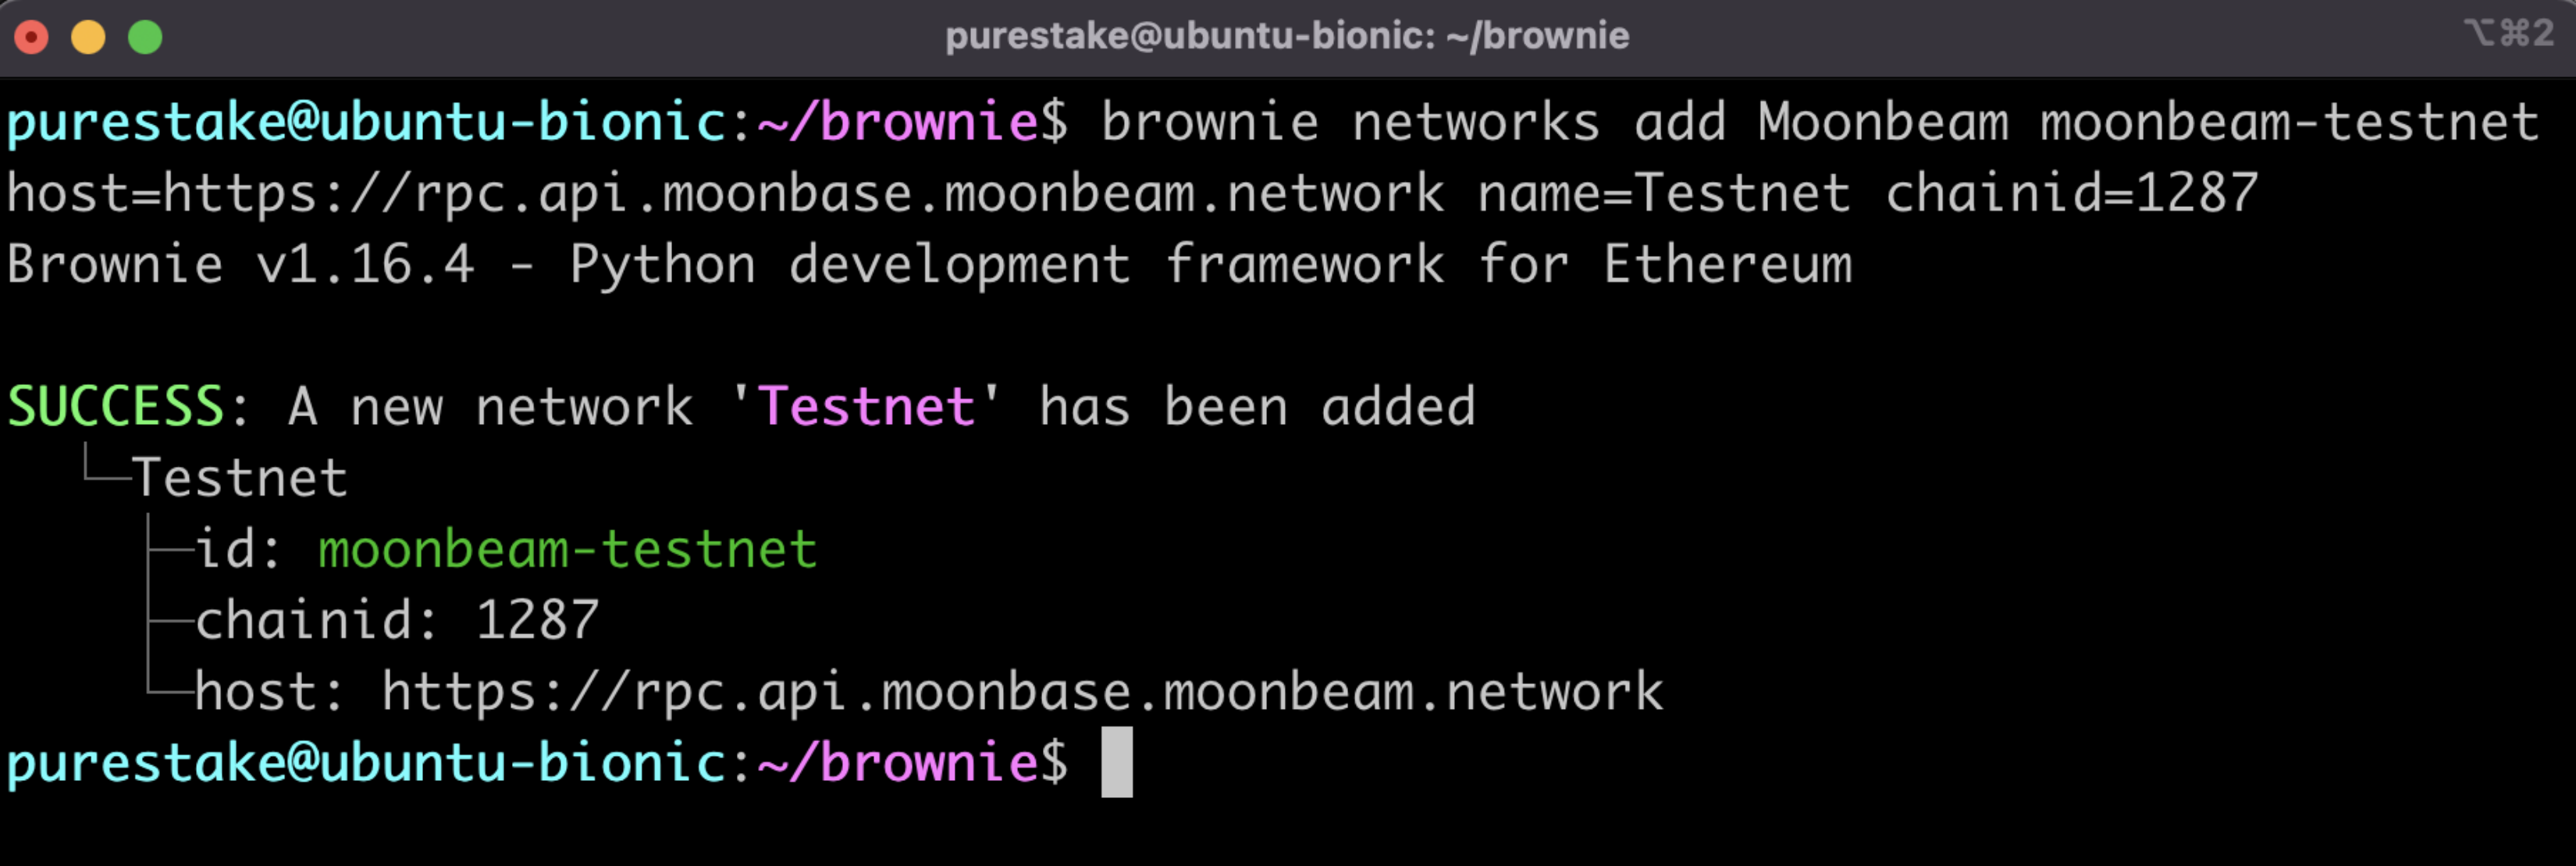 purestake@ubuntu-bionic: ~/brownie ⌥⌘2
purestake@ubuntu-bionic:~/brownie$ brownie networks add Moonbeam moonbeam-testnet
host=https://rpc.api.moonbase.moonbeam.network name=Testnet chainid=1287
Brownie v1.16.4 - Python development framework for Ethereum
SUCCESS: A new network 'Testnet' has been added
└─Testnet
├─id: moonbeam-testnet
├─chainid: 1287
└─host: https://rpc.api.moonbase.moonbeam.network
purestake@ubuntu-bionic:~/brownie$